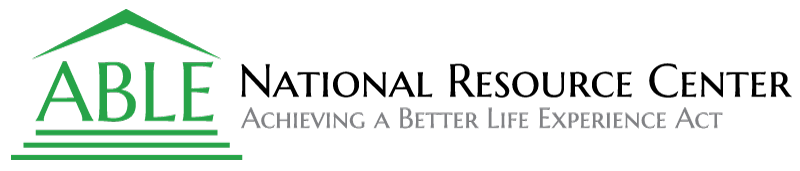 ABLE
National Resource Center
Achieving a Better Life Experience Act